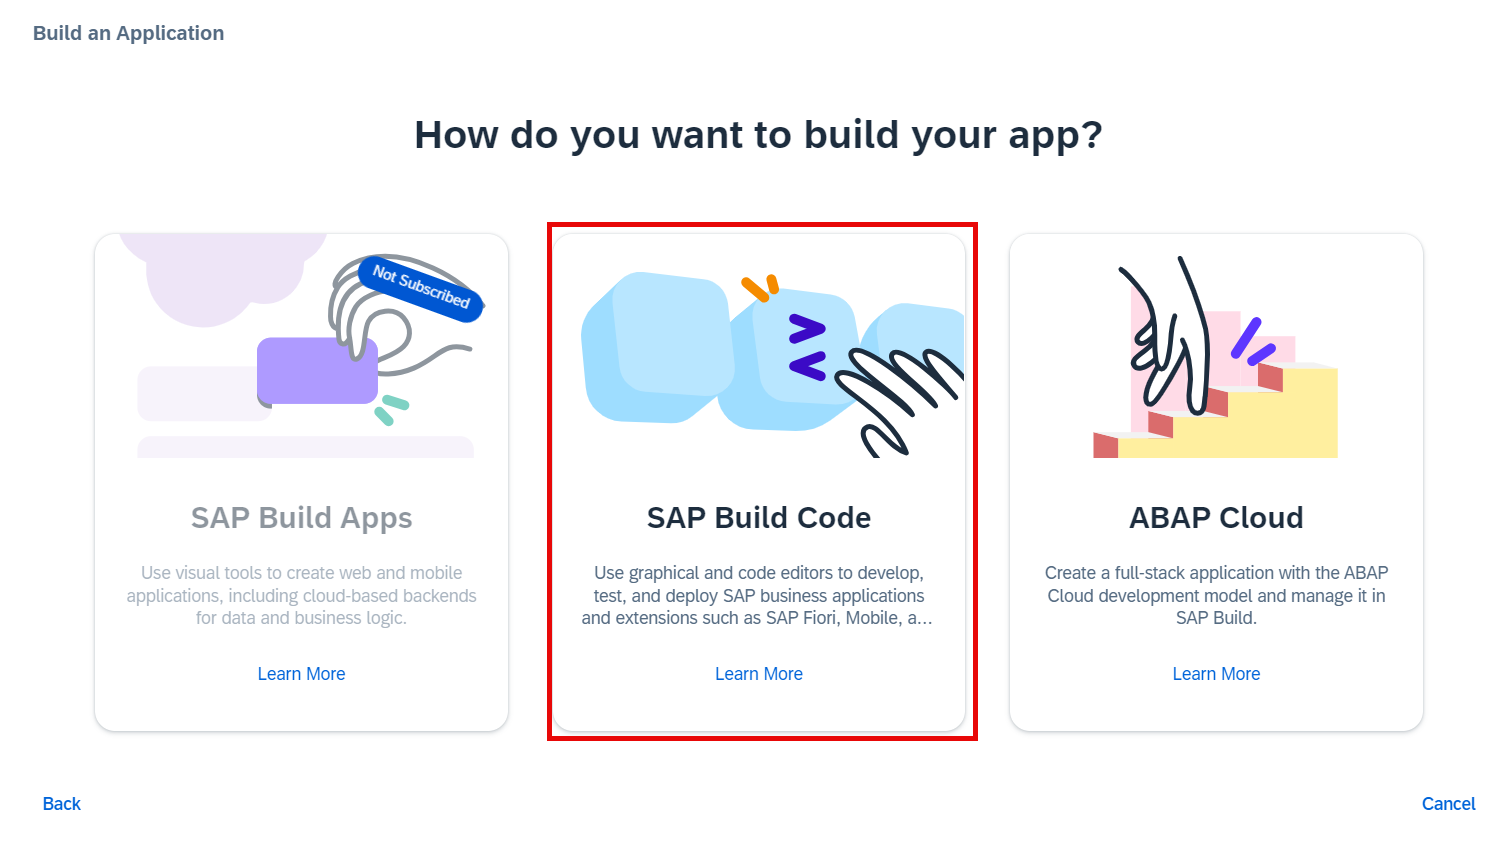 Build an Application
How do you want to build your app?
Not Subscribed
SAP Build Apps
Use visual tools to create web and mobile
applications, including cloud-based backends
for data and business logic.
Learn More
SAP Build Code
Use graphical and code editors to develop,
test, and deploy SAP business applications
and extensions such as SAP Fiori, Mobile, a...
Learn More
ABAP Cloud
Create a full-stack application with the ABAP
Cloud development model and manage it in
SAP Build.
Learn More
Back
Cancel